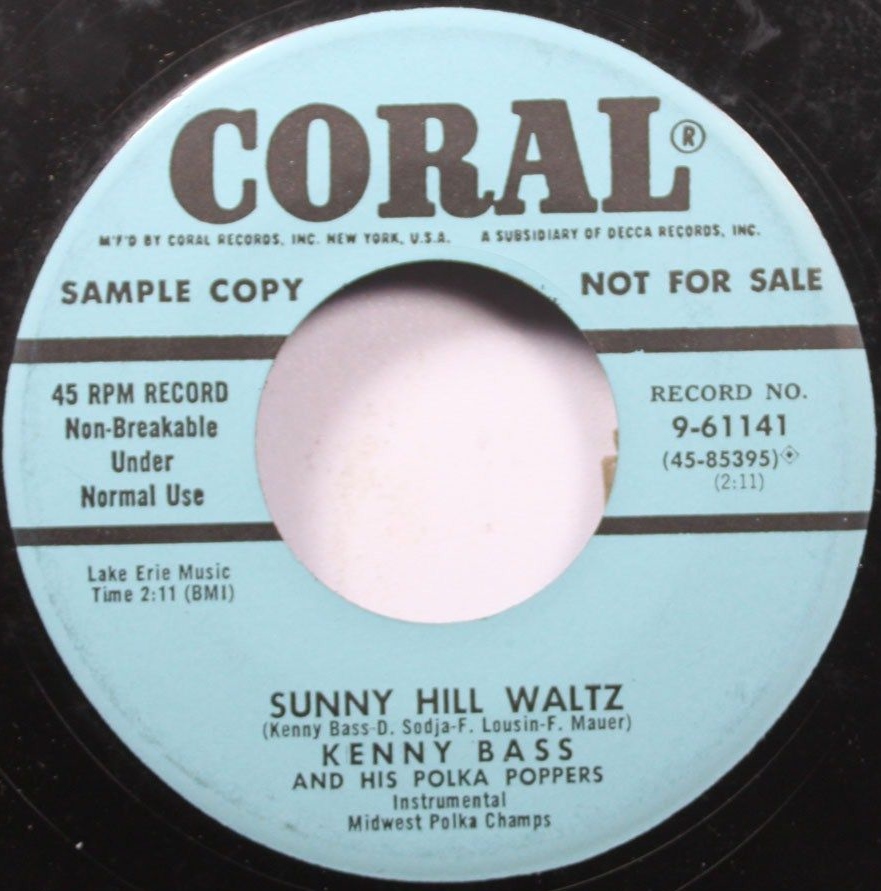 CORAL®
M'F'D BY CORAL RECORDS, INC. NEW YORK, U.S.A. A SUBSIDIARY OF DECCA RECORDS, INC.
SAMPLE COPY NOT FOR SALE
45 RPM RECORD
Non-Breakable
Under
Normal Use
RECORD NO.
9-61141
(45-85395)
(2:11)
Lake Erie Music
Time 2:11 (BMI)
SUNNY HILL WALTZ
(Kenny Bass-D. Sodja-F. Lousin-F. Mauer)
KENNY BASS
AND HIS POLKA POPPERS
Instrumental
Midwest Polka Champs